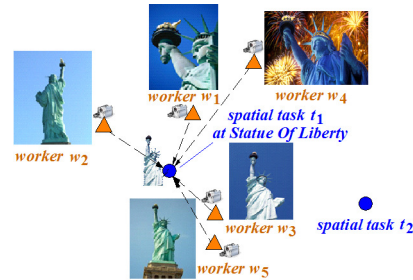 worker w1
worker w4
spatial task t1
at Statue Of Liberty
worker w2
worker w3
spatial task t2
worker w5